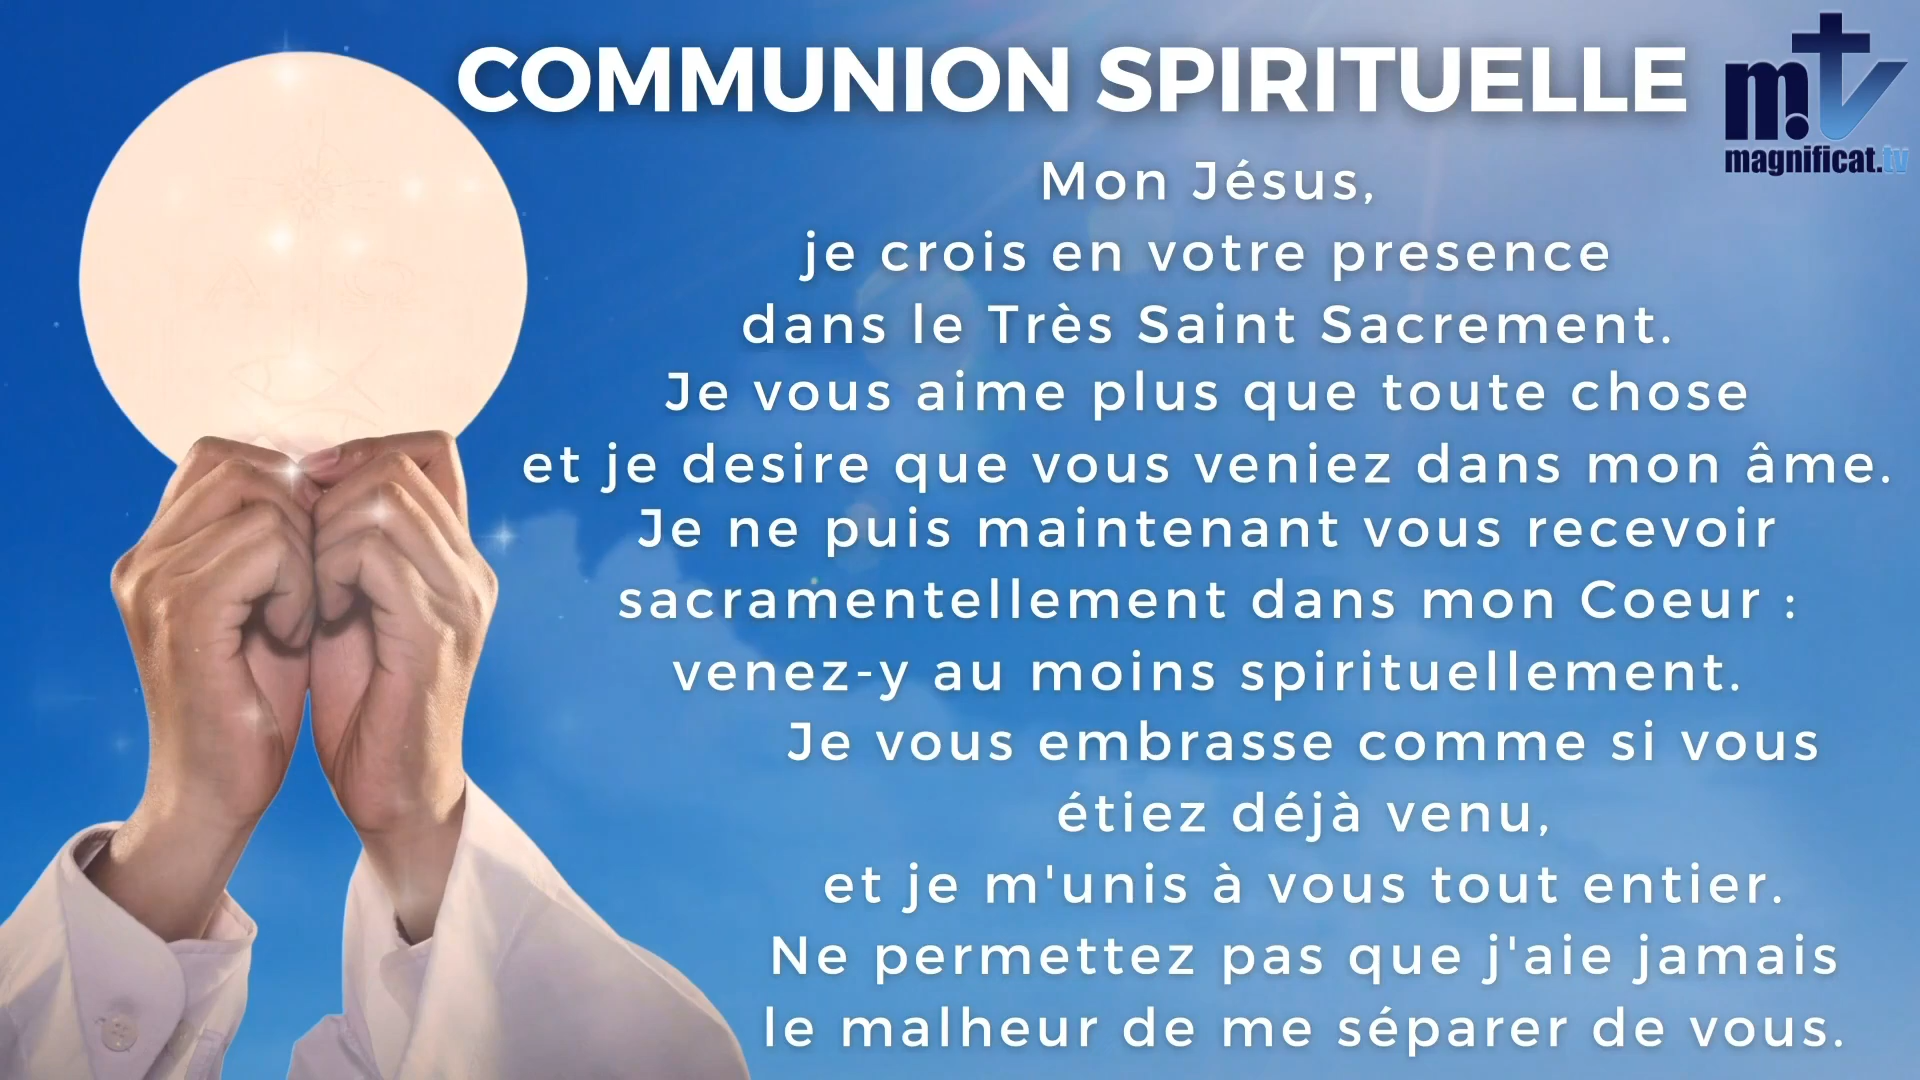 COMMUNION SPIRITUELLE
mtv
magnificat.tv
Mon Jésus,
je crois en votre presence
dans le Très Saint Sacrement.
Je vous aime plus que toute chose
et je desire que vous veniez dans mon âme.
Je ne puis maintenant vous recevoir
sacramentellement dans mon Coeur :
venez-y au moins spirituellement.
Je vous embrasse comme si vous
étiez déjà venu,
et je m'unis à vous tout entier.
Ne permettez pas que j'aie jamais
le malheur de me séparer de vous.